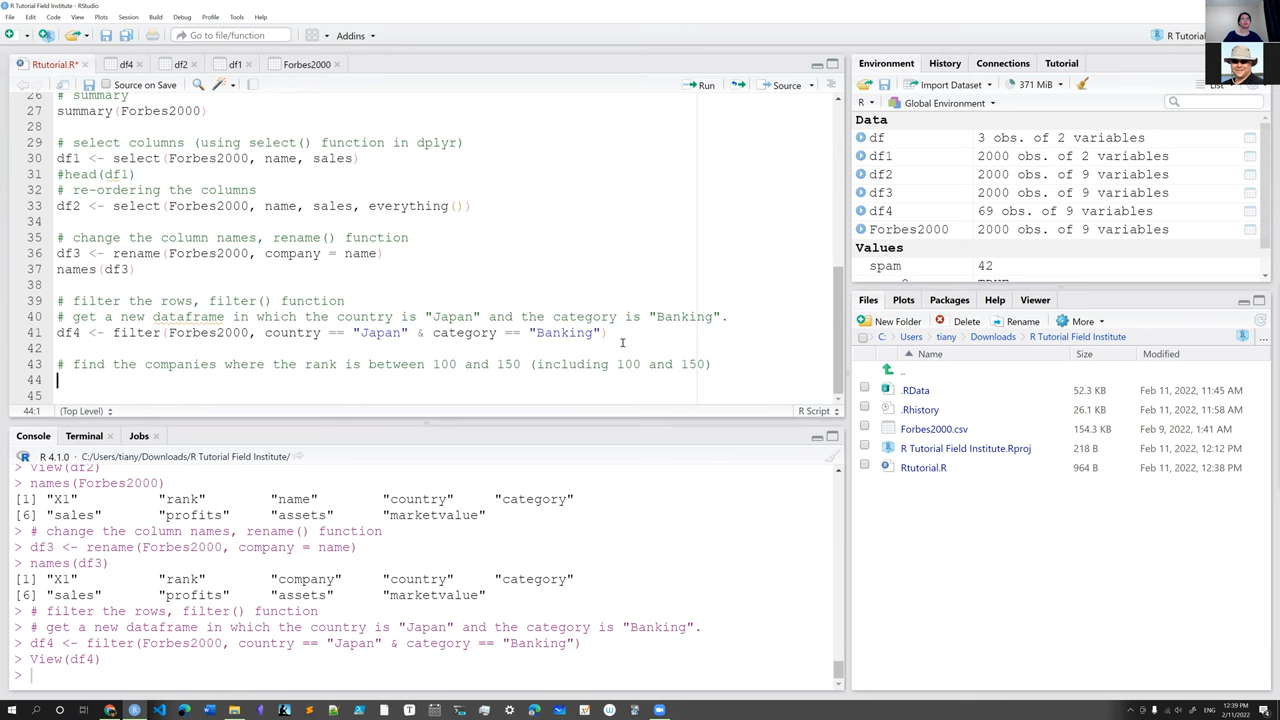 R Tutorial Field Institute - RStudio
File Edit Code View Plots Session Build Debug Profile Tools Help
Go to file/function Addins R Tutorial
Rtutorial.R* df4 df2 df1 Forbes2000
Source on Save Run Source
26 # summary
27 summary(Forbes2000)
28
29 # select columns (using select() function in dplyr)
30 df1 <- select(Forbes2000, name, sales)
31 #head(df1)
32 # re-ordering the columns
33 df2 <- select(Forbes2000, name, sales, everything())
34
35 # change the column names, rename() function
36 df3 <- rename(Forbes2000, company = name)
37 names(df3)
38
39 # filter the rows, filter() function
40 # get a new dataframe in which the country is "Japan" and the category is "Banking".
41 df4 <- filter(Forbes2000, country == "Japan" & category == "Banking")
42
43 # find the companies where the rank is between 100 and 150 (including 100 and 150)
44
45
44:1 (Top Level) R Script
Console Terminal Jobs
R 4.1.0 · C:/Users/tiany/Downloads/R Tutorial Field Institute/
> View(df2)
> names(Forbes2000)
[1] "X1" "rank" "name" "country" "category"
[6] "sales" "profits" "assets" "marketvalue"
> # change the column names, rename() function
> df3 <- rename(Forbes2000, company = name)
> names(df3)
[1] "X1" "rank" "company" "country" "category"
[6] "sales" "profits" "assets" "marketvalue"
> # filter the rows, filter() function
> # get a new dataframe in which the country is "Japan" and the category is "Banking".
> df4 <- filter(Forbes2000, country == "Japan" & category == "Banking")
> View(df4)
>
Environment History Connections Tutorial
Import Dataset 371 MiB List
R Global Environment
Data
df 3 obs. of 2 variables
df1 2000 obs. of 2 variables
df2 2000 obs. of 9 variables
df3 2000 obs. of 9 variables
df4 69 obs. of 9 variables
Forbes2000 2000 obs. of 9 variables
Values
spam 42
Files Plots Packages Help Viewer
New Folder Delete Rename More
C: Users tiany Downloads R Tutorial Field Institute
Name Size Modified
..
.RData 52.3 KB Feb 11, 2022, 11:45 AM
.Rhistory 26.1 KB Feb 11, 2022, 11:58 AM
Forbes2000.csv 154.3 KB Feb 9, 2022, 1:41 AM
R Tutorial Field Institute.Rproj 218 B Feb 11, 2022, 12:12 PM
Rtutorial.R 964 B Feb 11, 2022, 12:38 PM
ENG
12:39 PM
2/11/2022